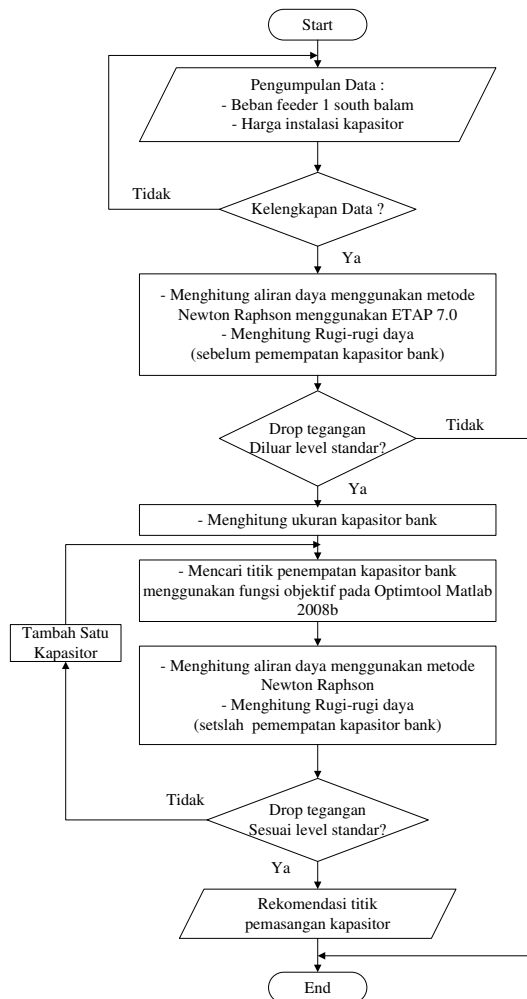 Start
Pengumpulan Data :
- Beban feeder 1 south balam
- Harga instalasi kapasitor
Tidak
Kelengkapan Data ?
Ya
- Menghitung aliran daya menggunakan metode
Newton Raphson menggunakan ETAP 7.0
- Menghitung Rugi-rugi daya
(sebelum pemempatan kapasitor bank)
Drop tegangan
Diluar level standar?
Tidak
Ya
- Menghitung ukuran kapasitor bank
- Mencari titik penempatan kapasitor bank
menggunakan fungsi objektif pada Optimtool Matlab
2008b
Tambah Satu
Kapasitor
- Menghitung aliran daya menggunakan metode
Newton Raphson
- Menghitung Rugi-rugi daya
(setslah pemempatan kapasitor bank)
Tidak
Drop tegangan
Sesuai level standar?
Ya
Rekomendasi titik
pemasangan kapasitor
End